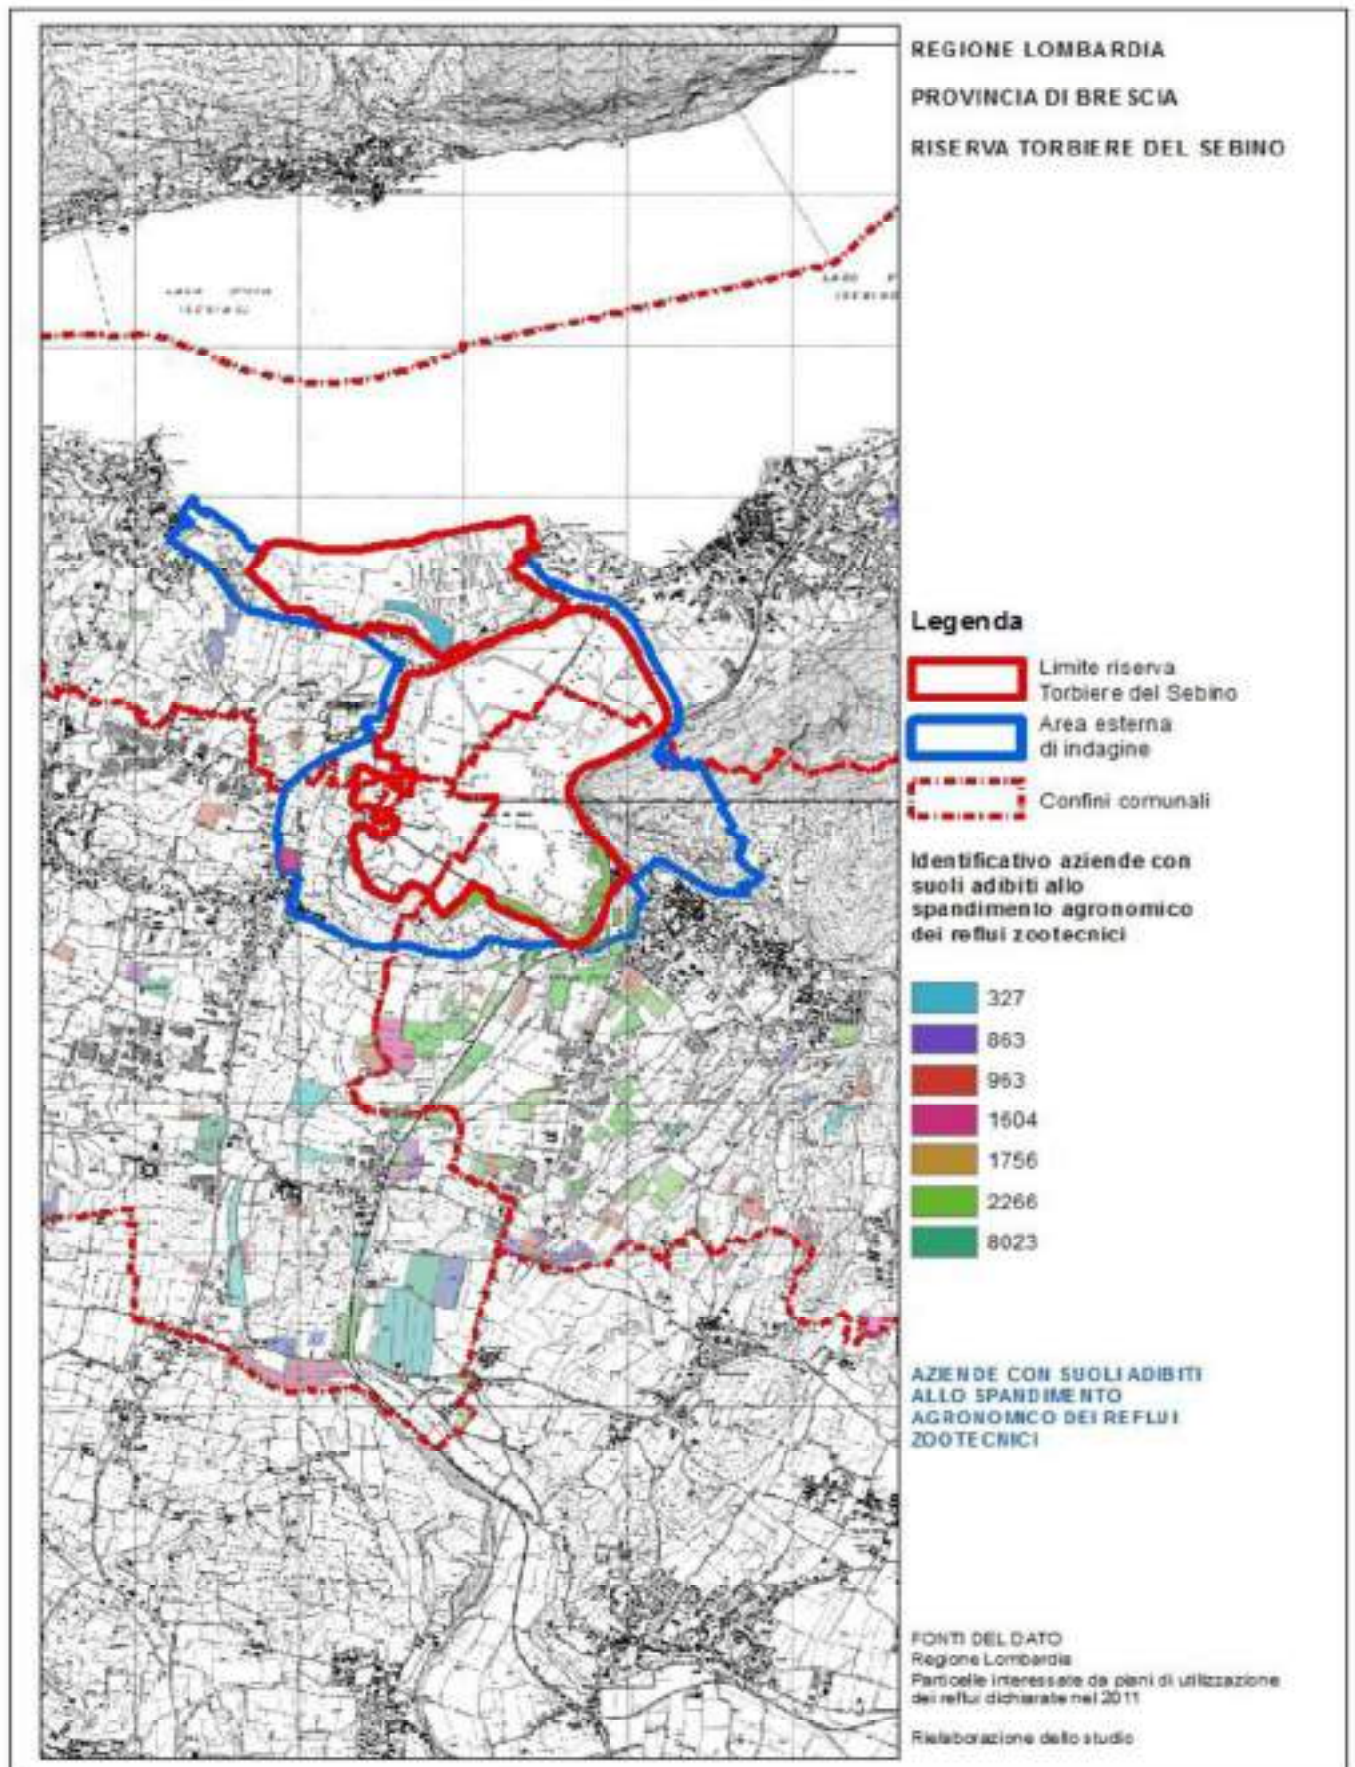 REGIONE LOMBARDIA
PROVINCIA DI BRESCIA
RISERVA TORBIERE DEL SEBINO
Legenda
Limite riserva
Torbiere del Sebino
Area esterna
di indagine
Confini comunali
Identificativo aziende con
suoli adibiti allo
spandimento agronomico
dei reflui zootecnici
327
863
963
1604
1756
2266
8023
AZIENDE CON SUOLI ADIBITI
ALLO SPANDIMENTO
AGRONOMICO DEI REFLUI
ZOOTECNICI
FONTI DEL DATO
Regione Lombardia
Particelle interessate da piani di utilizzazione
dei reflui dichiarate nel 2011
Rielaborazione dello studio